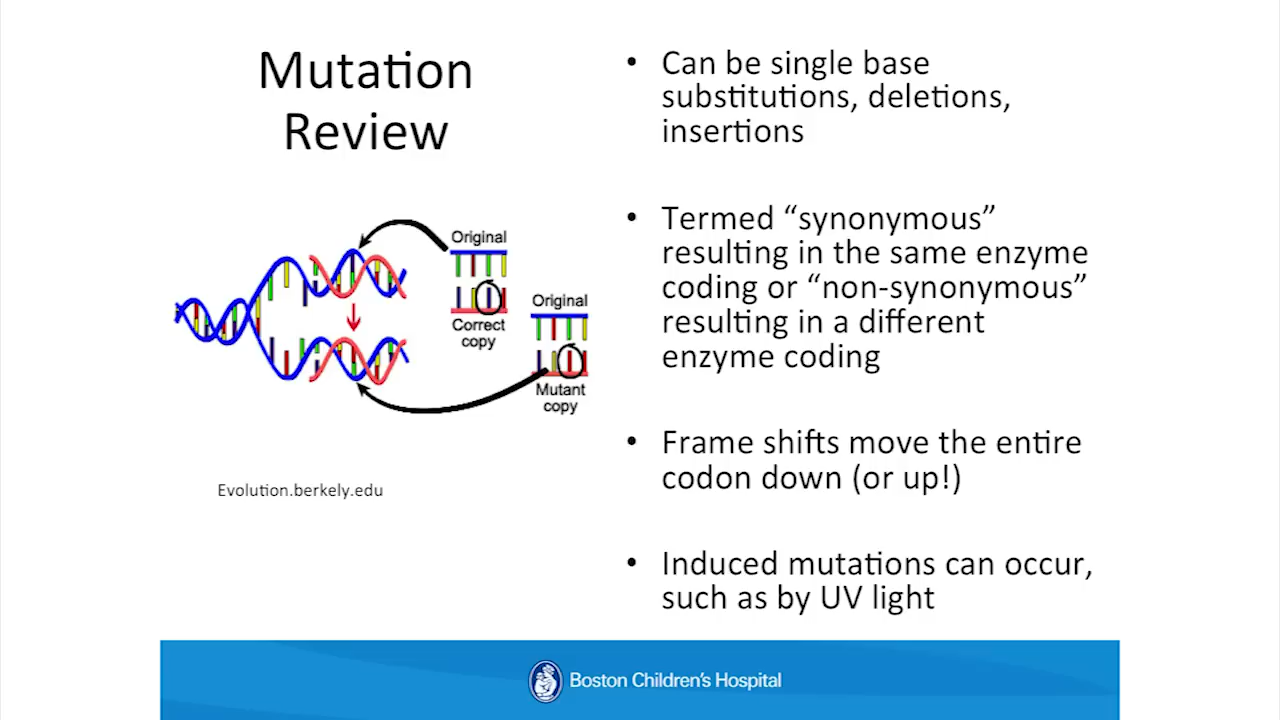 Mutation
Review
• Can be single base
substitutions, deletions,
insertions
• Termed “synonymous”
resulting in the same enzyme
coding or “non-synonymous”
resulting in a different
enzyme coding
• Frame shifts move the entire
codon down (or up!)
• Induced mutations can occur,
such as by UV light
Original
Correct
copy
Original
Mutant
copy
Evolution.berkely.edu
Boston Children's Hospital